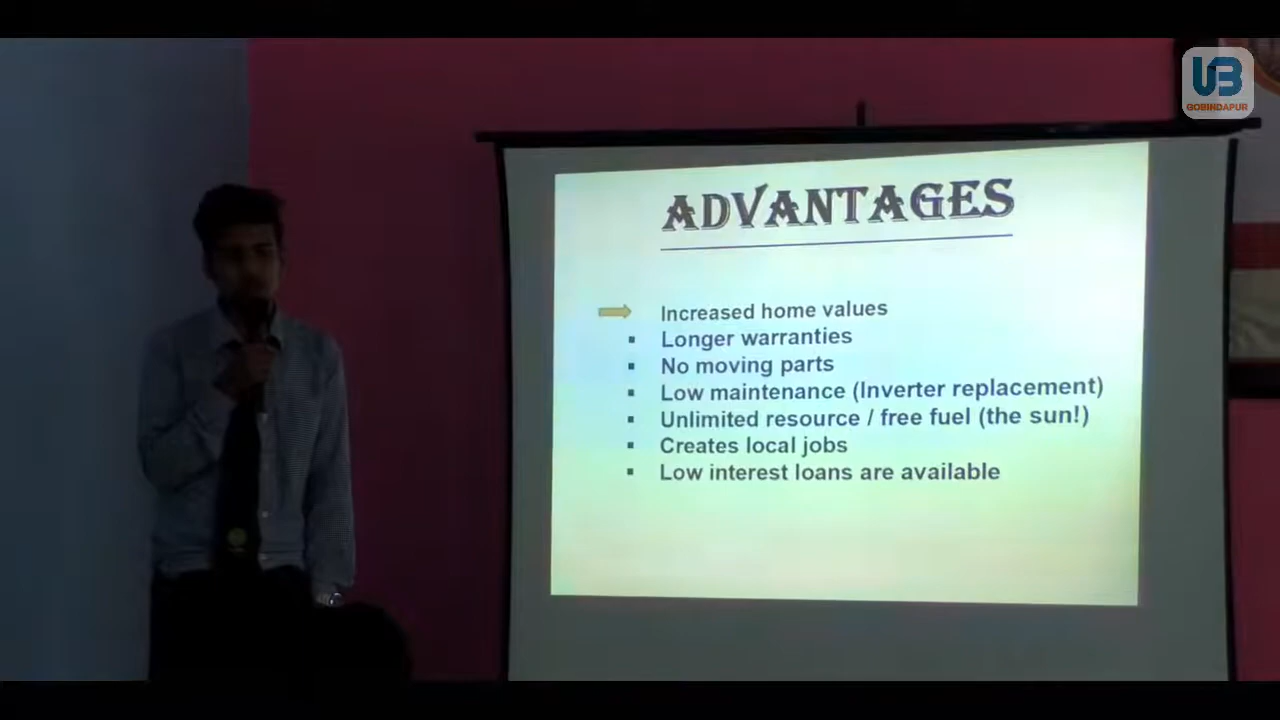 UB
GOBINDAPUR
ADVANTAGES
Increased home values
Longer warranties
No moving parts
Low maintenance (Inverter replacement)
Unlimited resource / free fuel (the sun!)
Creates local jobs
Low interest loans are available